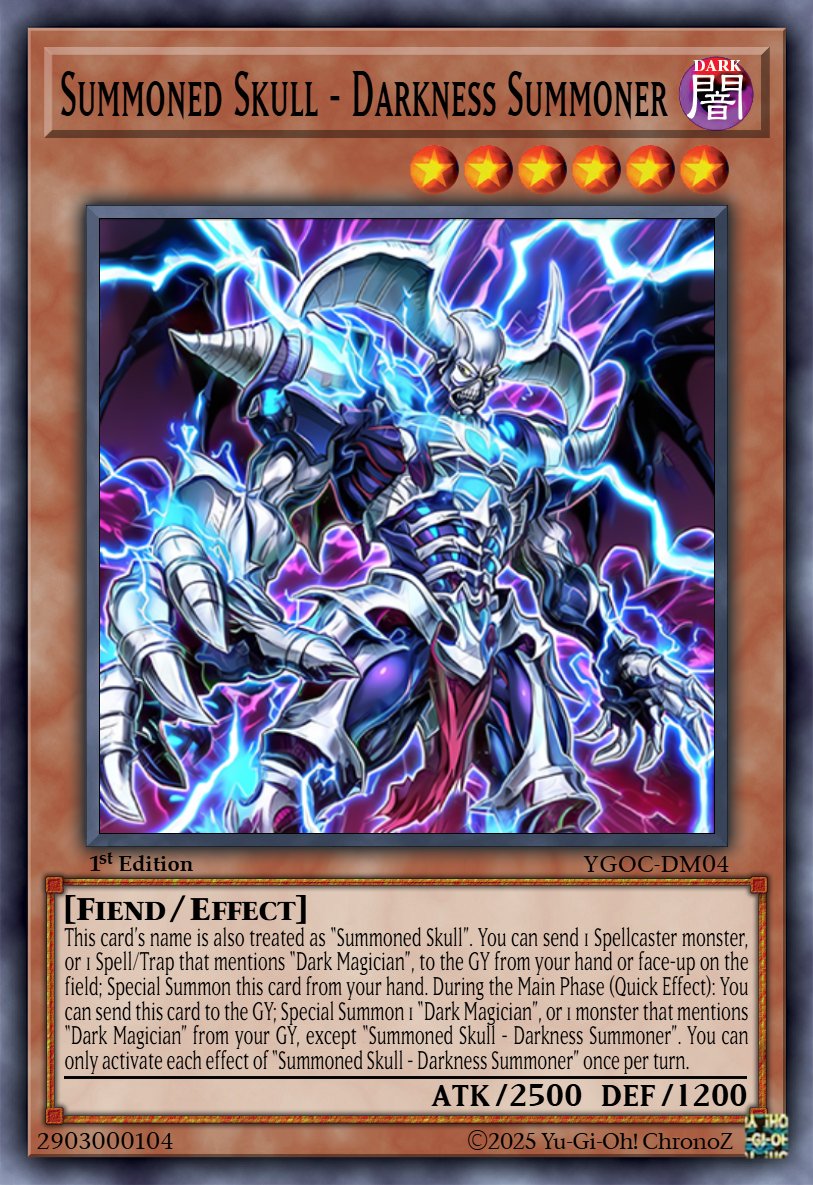 Summoned Skull - Darkness Summoner
DARK
闇
1st Edition
YGOC-DM04
[Fiend / Effect]
This card's name is also treated as "Summoned Skull". You can send 1 Spellcaster monster,
or 1 Spell/Trap that mentions "Dark Magician", to the GY from your hand or face-up on the
field; Special Summon this card from your hand. During the Main Phase (Quick Effect): You
can send this card to the GY; Special Summon 1 "Dark Magician", or 1 monster that mentions
"Dark Magician" from your GY, except "Summoned Skull - Darkness Summoner". You can
only activate each effect of "Summoned Skull - Darkness Summoner" once per turn.
ATK/2500 DEF/1200
2903000104
©2025 Yu-Gi-Oh! ChronoZ